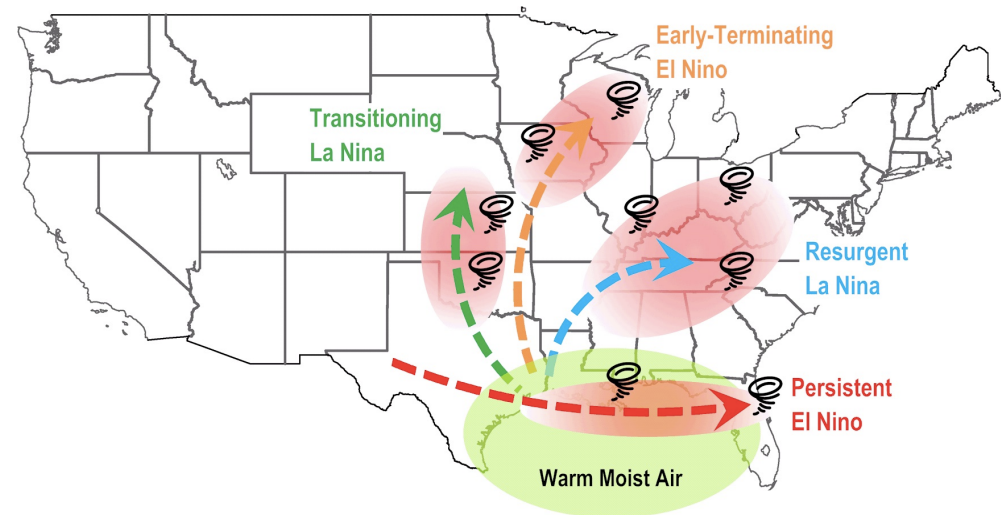 Early-Terminating
El Nino
Transitioning
La Nina
Resurgent
La Nina
Persistent
El Nino
Warm Moist Air